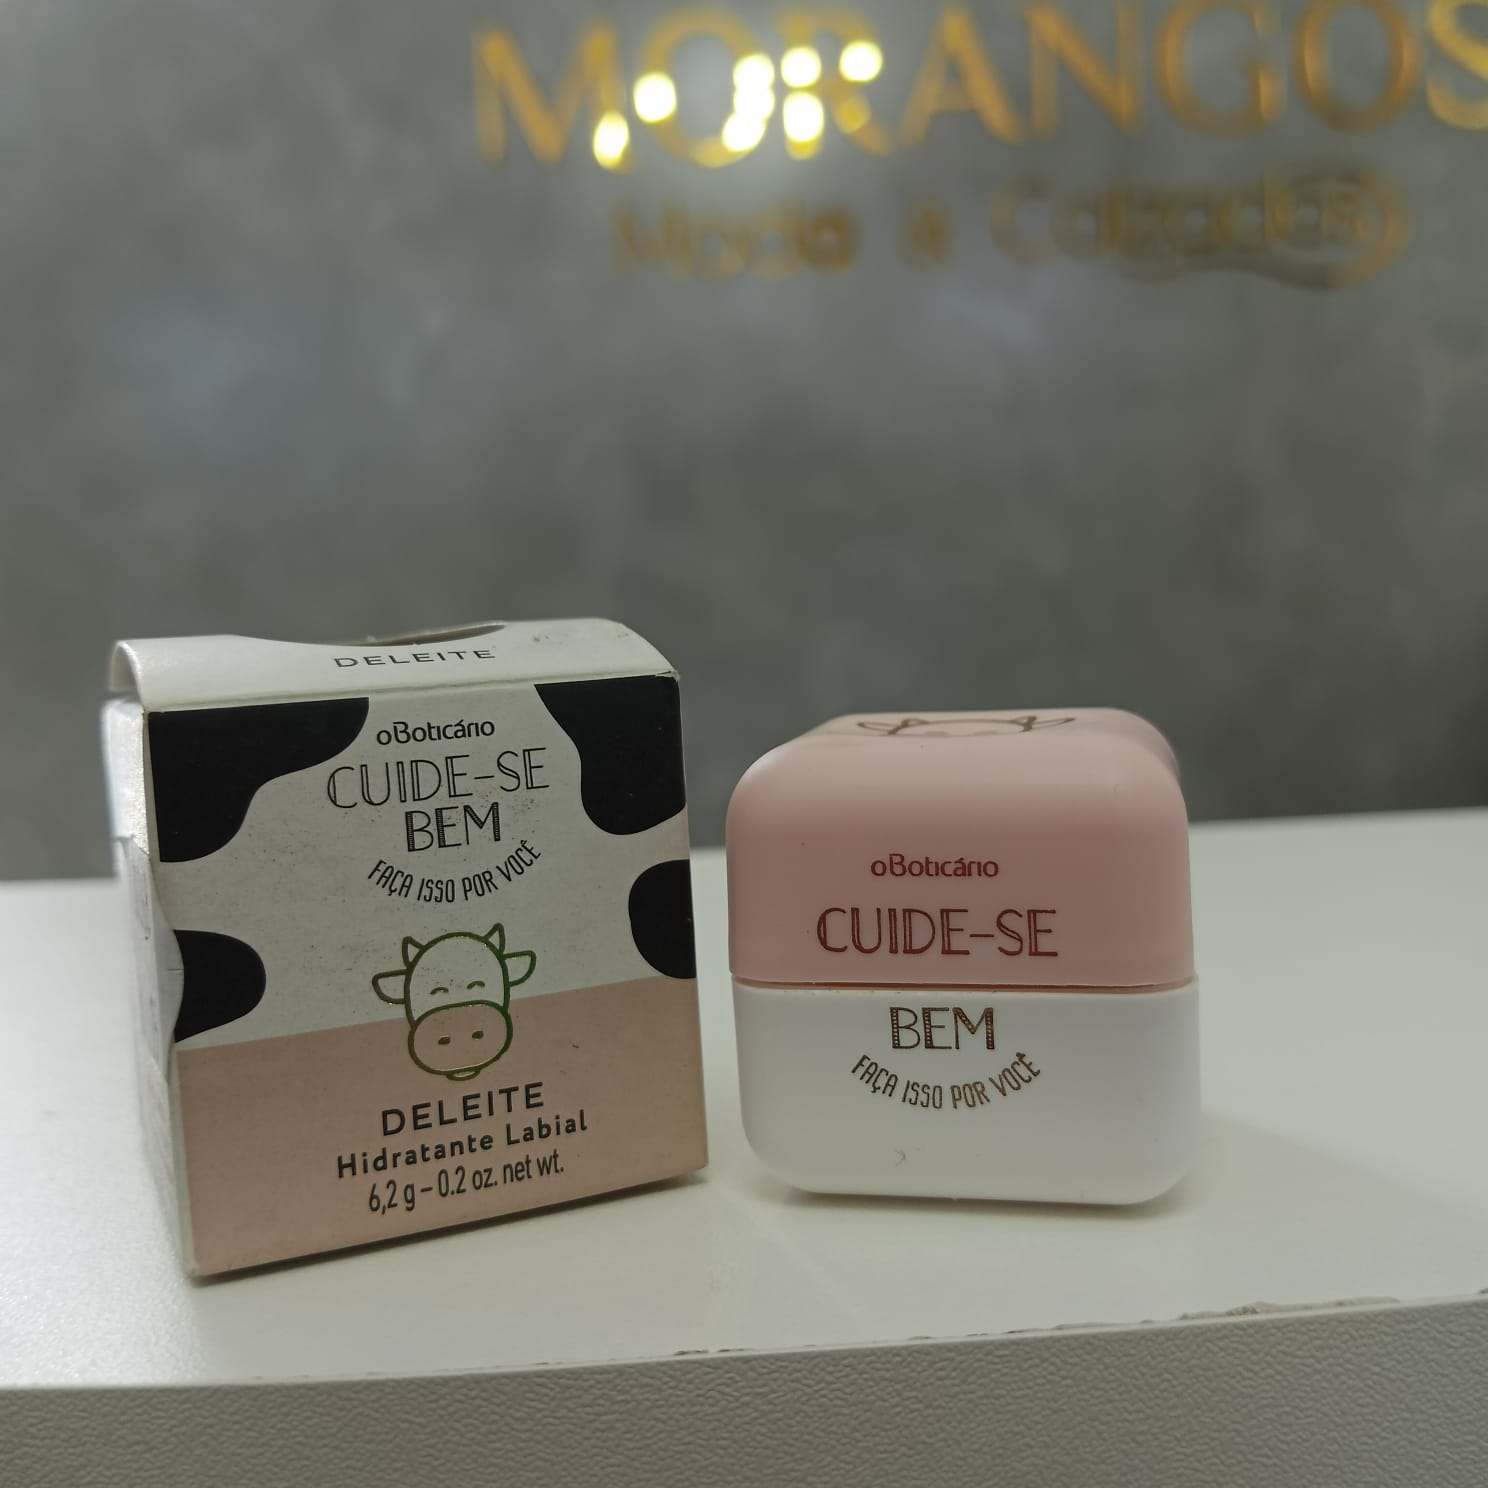 MORANGOS
Moda e Calçados
DELEITE
oBoticário
CUIDE-SE
BEM
FAÇA ISSO POR VOCÊ
DELEITE
Hidratante Labial
6,2 g – 0.2 oz. net wt.
oBoticário
CUIDE-SE
BEM
FAÇA ISSO POR VOCÊ